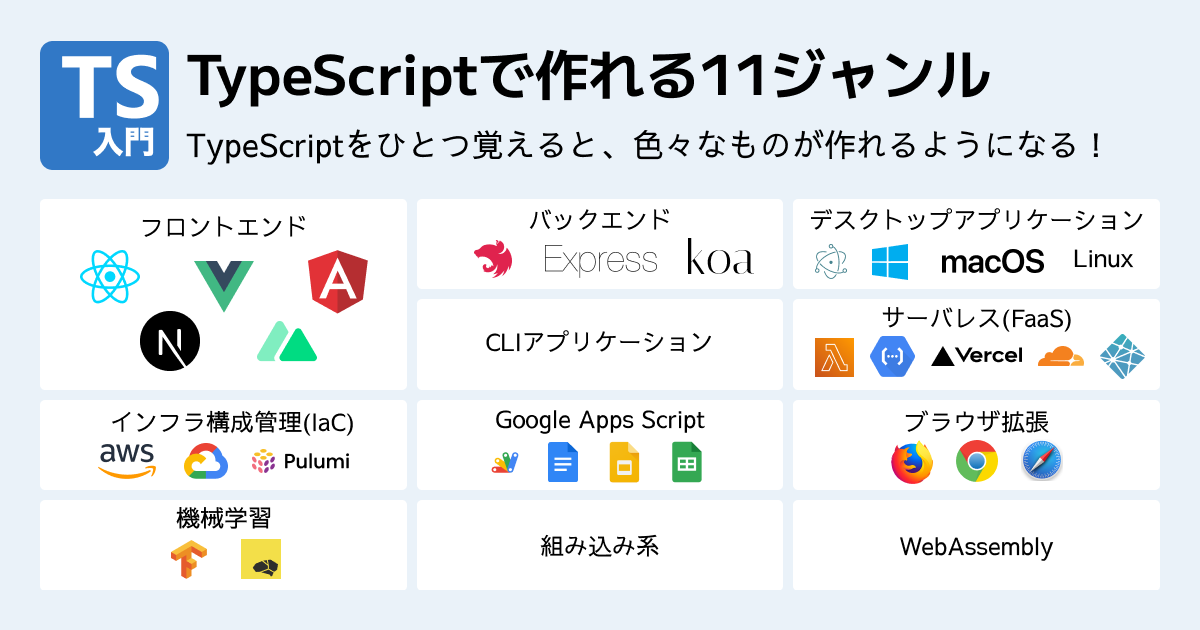 TS
入門
TypeScriptで作れる11ジャンル
TypeScriptをひとつ覚えると、色々なものが作れるようになる！
フロントエンド
N
バックエンド
Express
koa
デスクトップアプリケーション
macOS
Linux
CLIアプリケーション
サーバレス(FaaS)
Vercel
インフラ構成管理(IaC)
aws
Pulumi
Google Apps Script
ブラウザ拡張
機械学習
組み込み系
WebAssembly